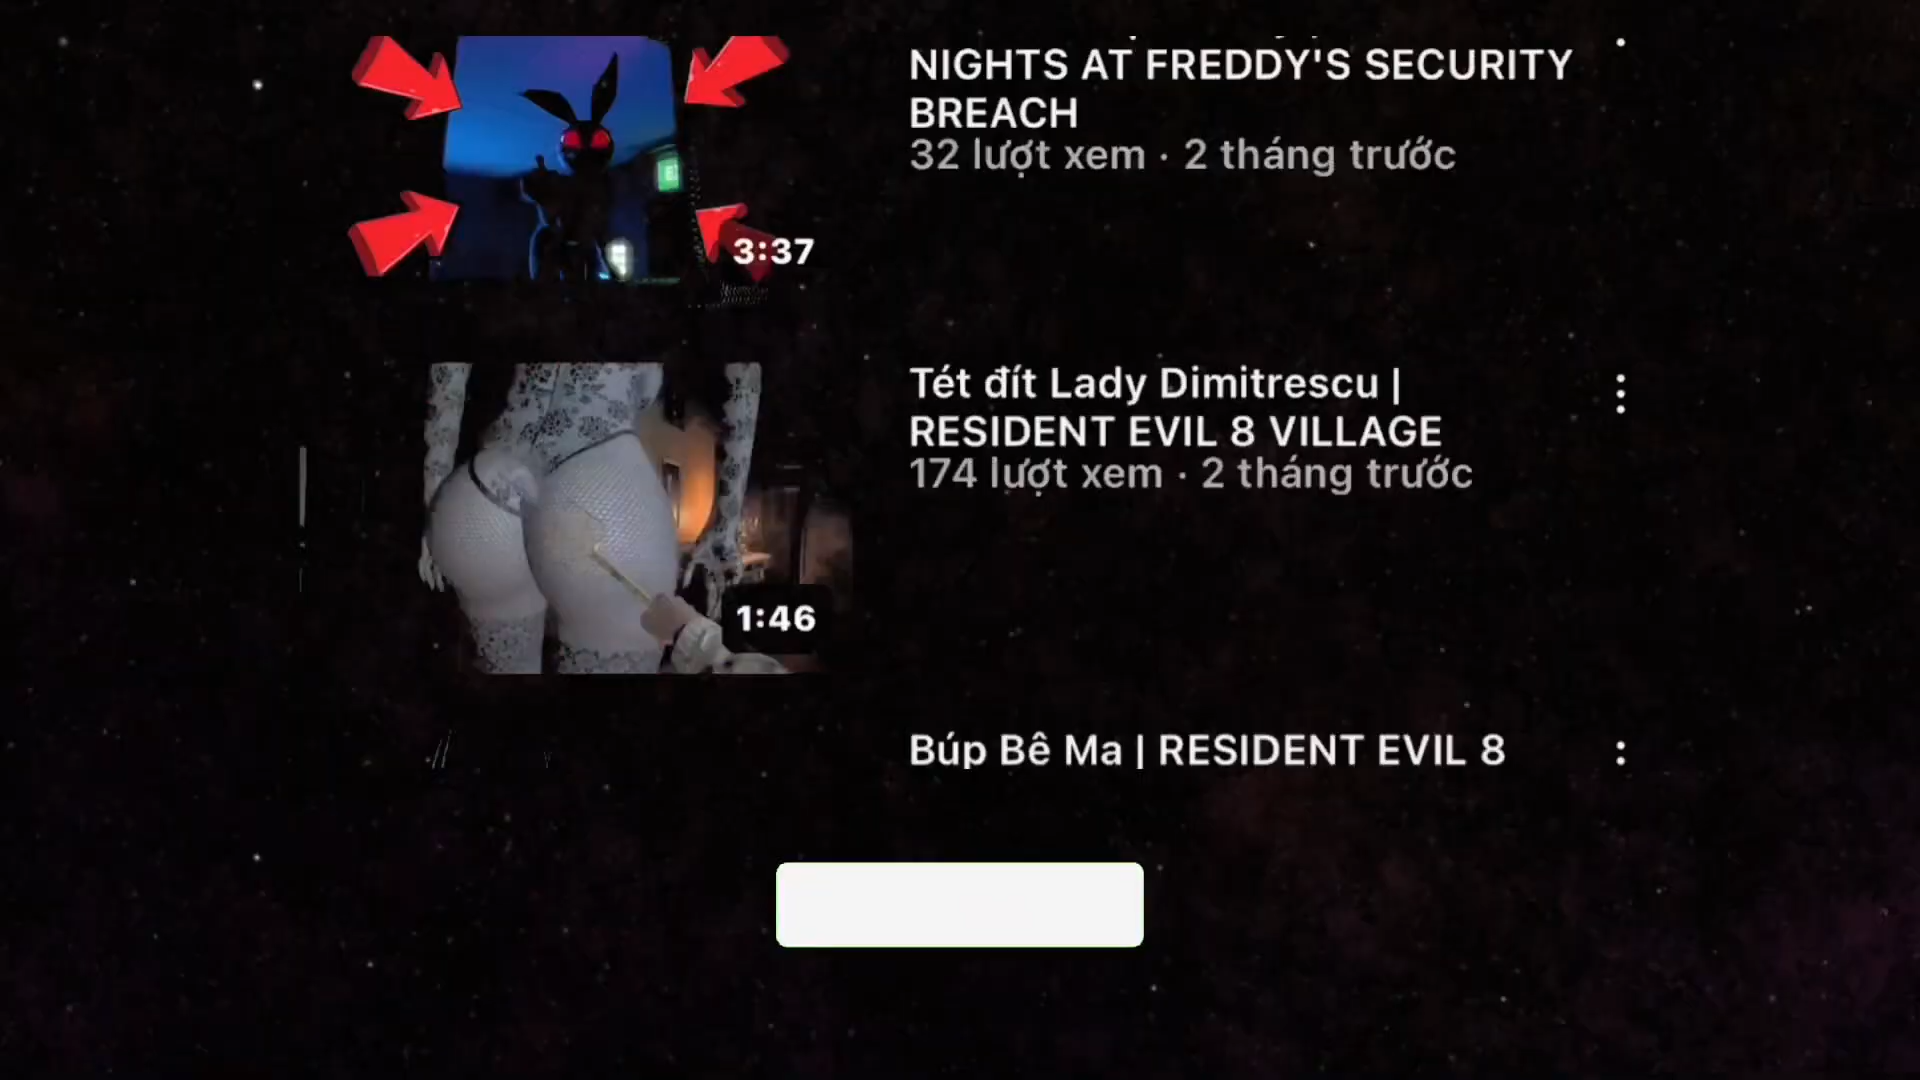 NIGHTS AT FREDDY'S SECURITY
BREACH
32 lượt xem · 2 tháng trước
3:37
Tét đít Lady Dimitrescu |
RESIDENT EVIL 8 VILLAGE
174 lượt xem · 2 tháng trước
1:46
Búp Bê Ma | RESIDENT EVIL 8